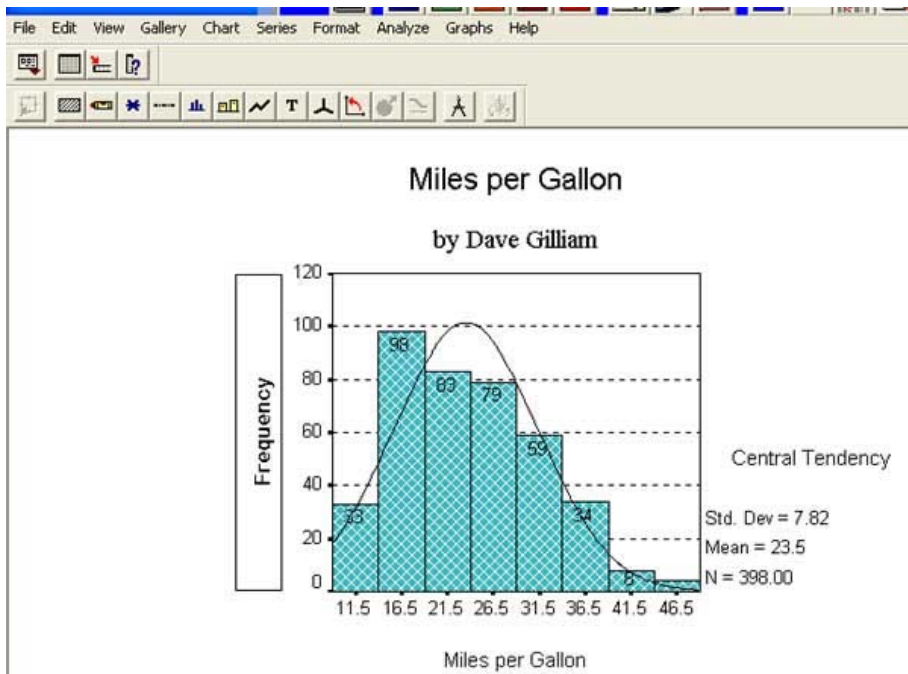 File Edit View Gallery Chart Series Format Analyze Graphs Help
T
Miles per Gallon
by Dave Gilliam
Frequency
120
100
80
60
40
20
0
98
83
79
59
33
34
8
11.5 16.5 21.5 26.5 31.5 36.5 41.5 46.5
Miles per Gallon
Central Tendency
Std. Dev = 7.82
Mean = 23.5
N = 398.00